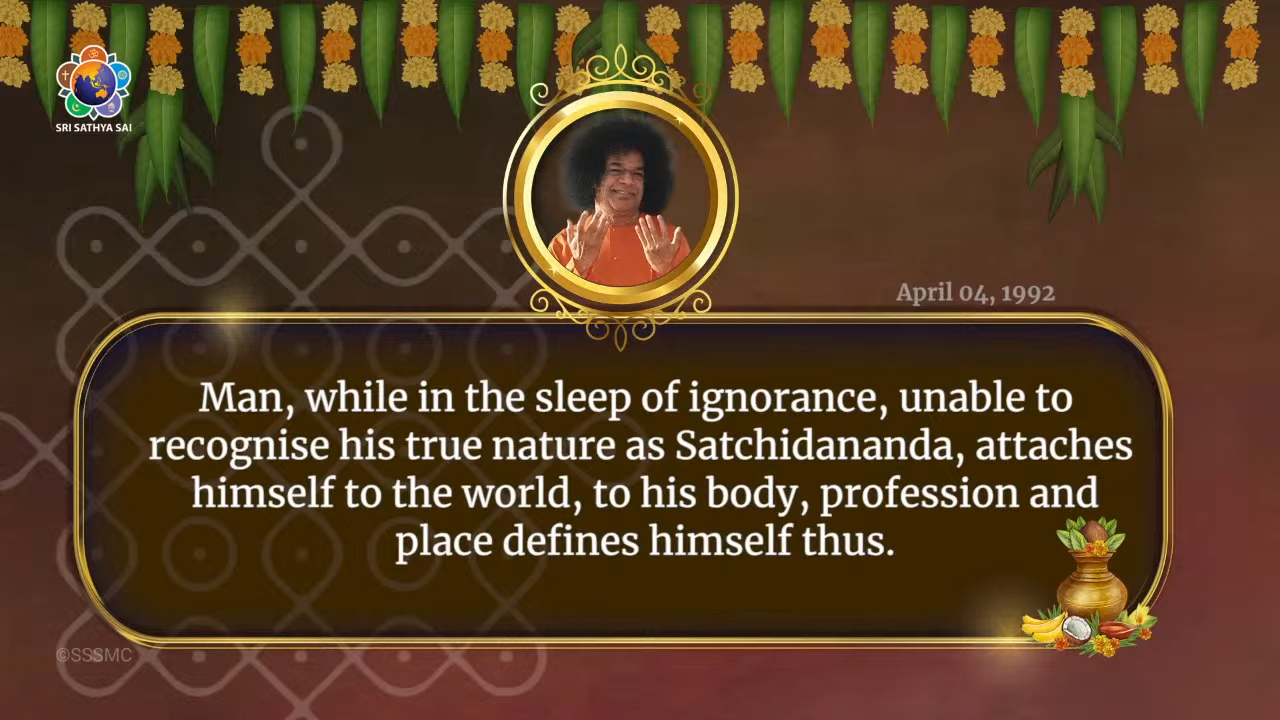 SRI SATHYA SAI
April 04, 1992
Man, while in the sleep of ignorance, unable to
recognise his true nature as Satchidananda, attaches
himself to the world, to his body, profession and
place defines himself thus.
©SSSMC